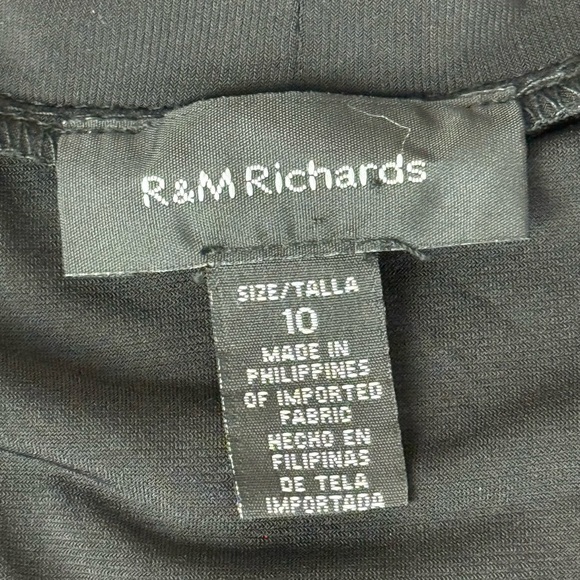 R&M Richards
SIZE/TALLA
10
MADE IN
PHILIPPINES
OF IMPORTED
FABRIC
HECHO EN
FILIPINAS
DE TELA
IMPORTADA